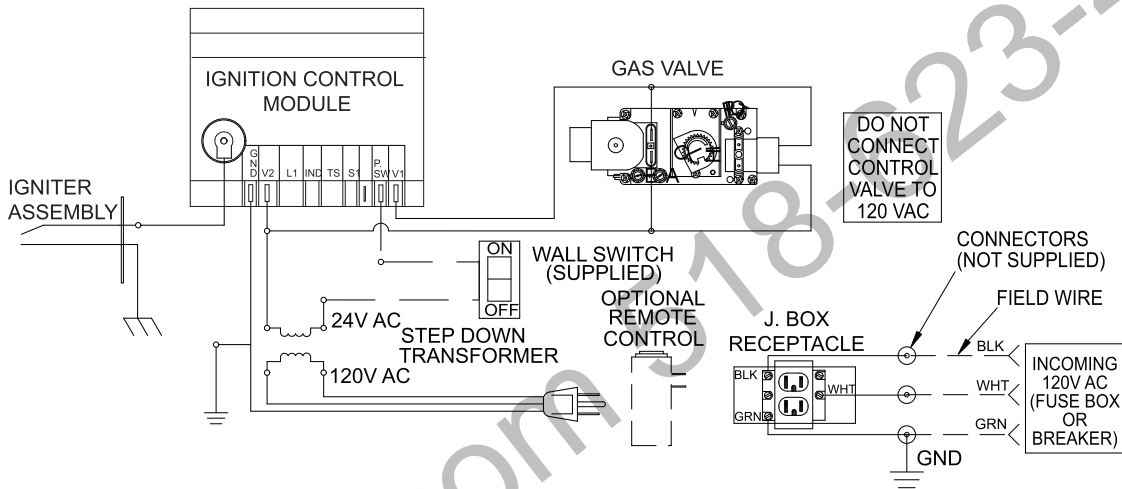 IGNITION CONTROL
MODULE
GND
V2
L1
IND
TS
S1
P.
SW
V1
IGNITER
ASSEMBLY
GAS VALVE
A
DO NOT
CONNECT
CONTROL
VALVE TO
120 VAC
ON
OFF
WALL SWITCH
(SUPPLIED)
24V AC
STEP DOWN
TRANSFORMER
120V AC
OPTIONAL
REMOTE
CONTROL
J. BOX
RECEPTACLE
BLK
WHT
GRN
CONNECTORS
(NOT SUPPLIED)
FIELD WIRE
BLK
WHT
GRN
GND
INCOMING
120V AC
(FUSE BOX
OR
BREAKER)
om 518-623-